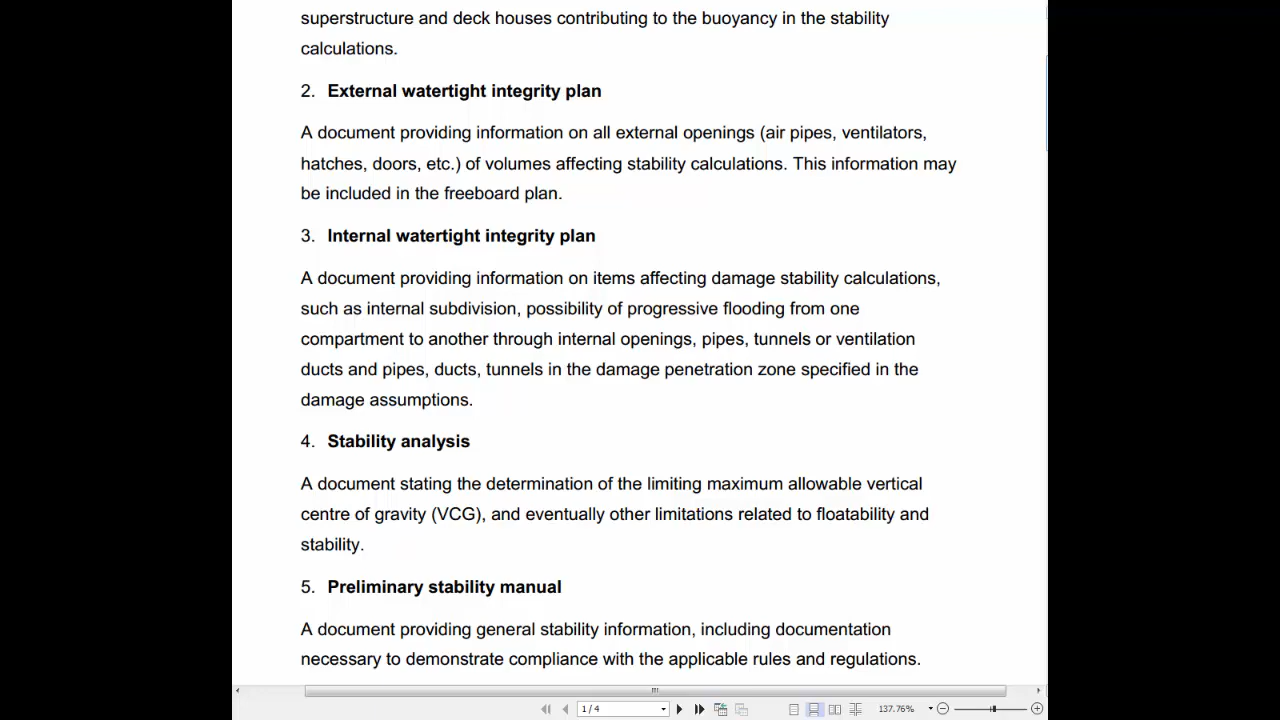 superstructure and deck houses contributing to the buoyancy in the stability
calculations.
2. External watertight integrity plan
A document providing information on all external openings (air pipes, ventilators,
hatches, doors, etc.) of volumes affecting stability calculations. This information may
be included in the freeboard plan.
3. Internal watertight integrity plan
A document providing information on items affecting damage stability calculations,
such as internal subdivision, possibility of progressive flooding from one
compartment to another through internal openings, pipes, tunnels or ventilation
ducts and pipes, ducts, tunnels in the damage penetration zone specified in the
damage assumptions.
4. Stability analysis
A document stating the determination of the limiting maximum allowable vertical
centre of gravity (VCG), and eventually other limitations related to floatability and
stability.
5. Preliminary stability manual
A document providing general stability information, including documentation
necessary to demonstrate compliance with the applicable rules and regulations.
1 / 4
137.76%